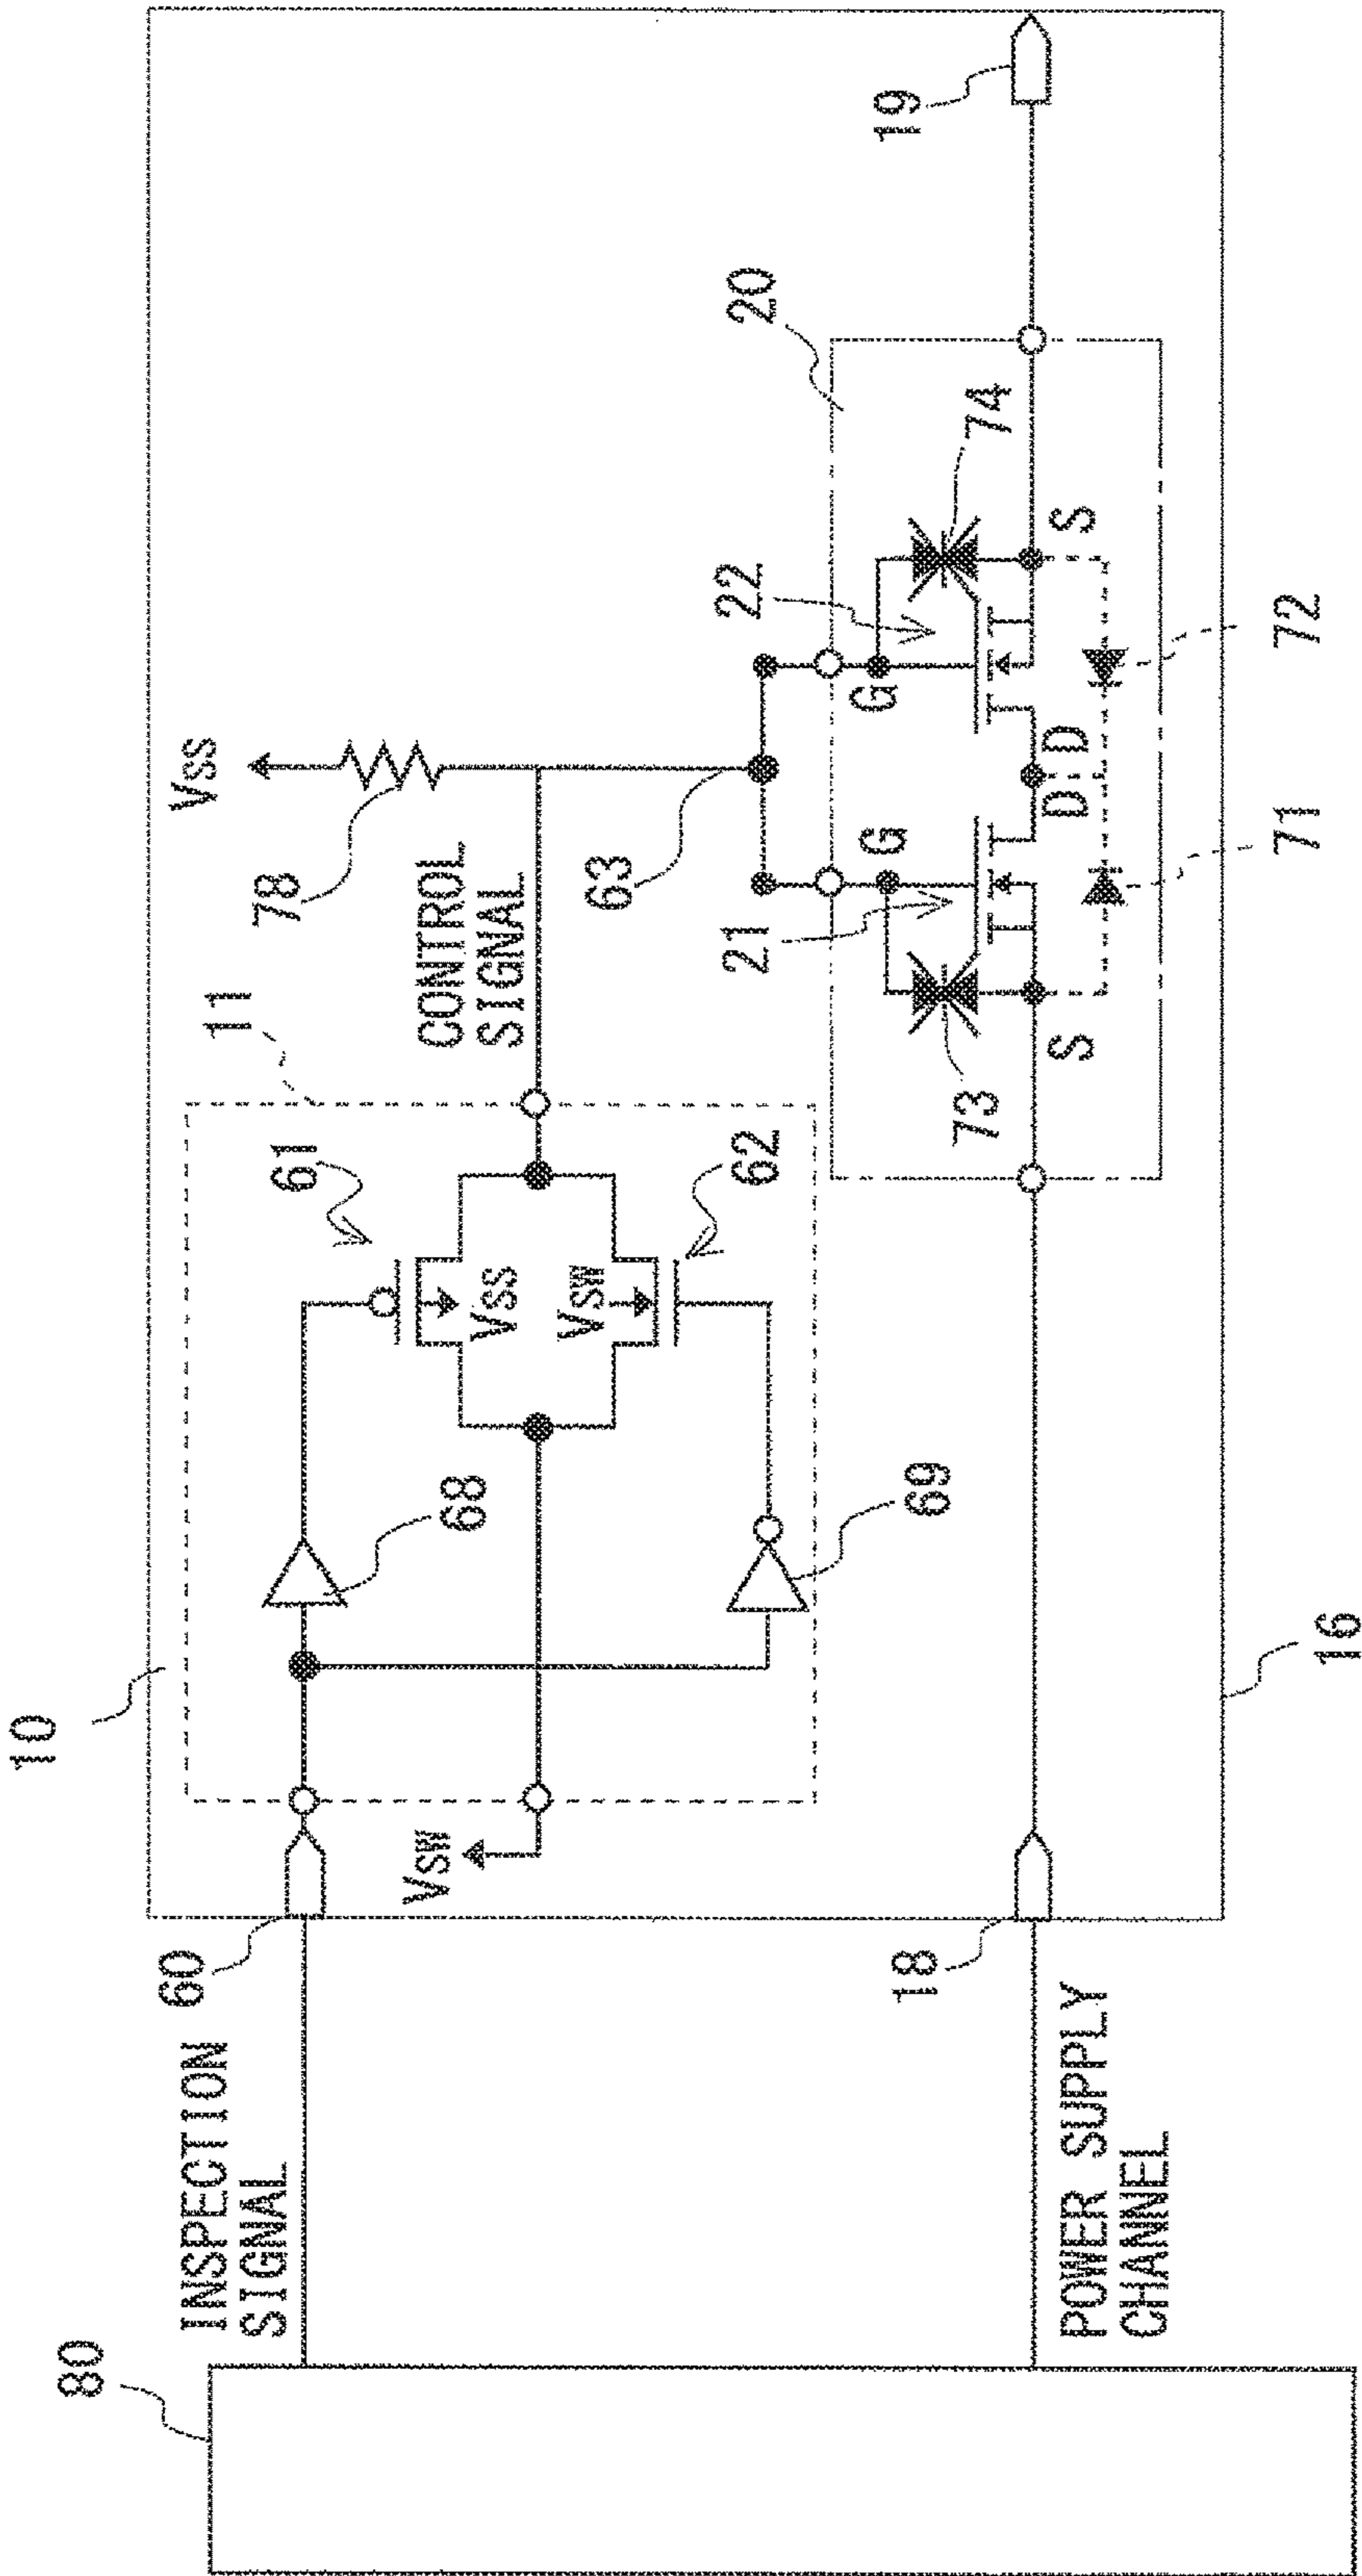 80
INSPECTION
SIGNAL
POWER SUPPLY
CHANNEL
60
18
10
16
VSW
11
68
69
61
62
VSS
VSW
CONTROL
SIGNAL
78
VSS
63
20
21
22
73
74
G
G
S
D
D
S
71
72
19